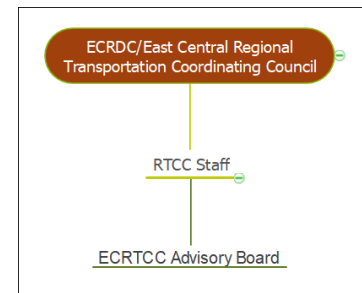 ECRDC/East Central Regional
Transportation Coordinating Council
RTCC Staff
ECRTCC Advisory Board